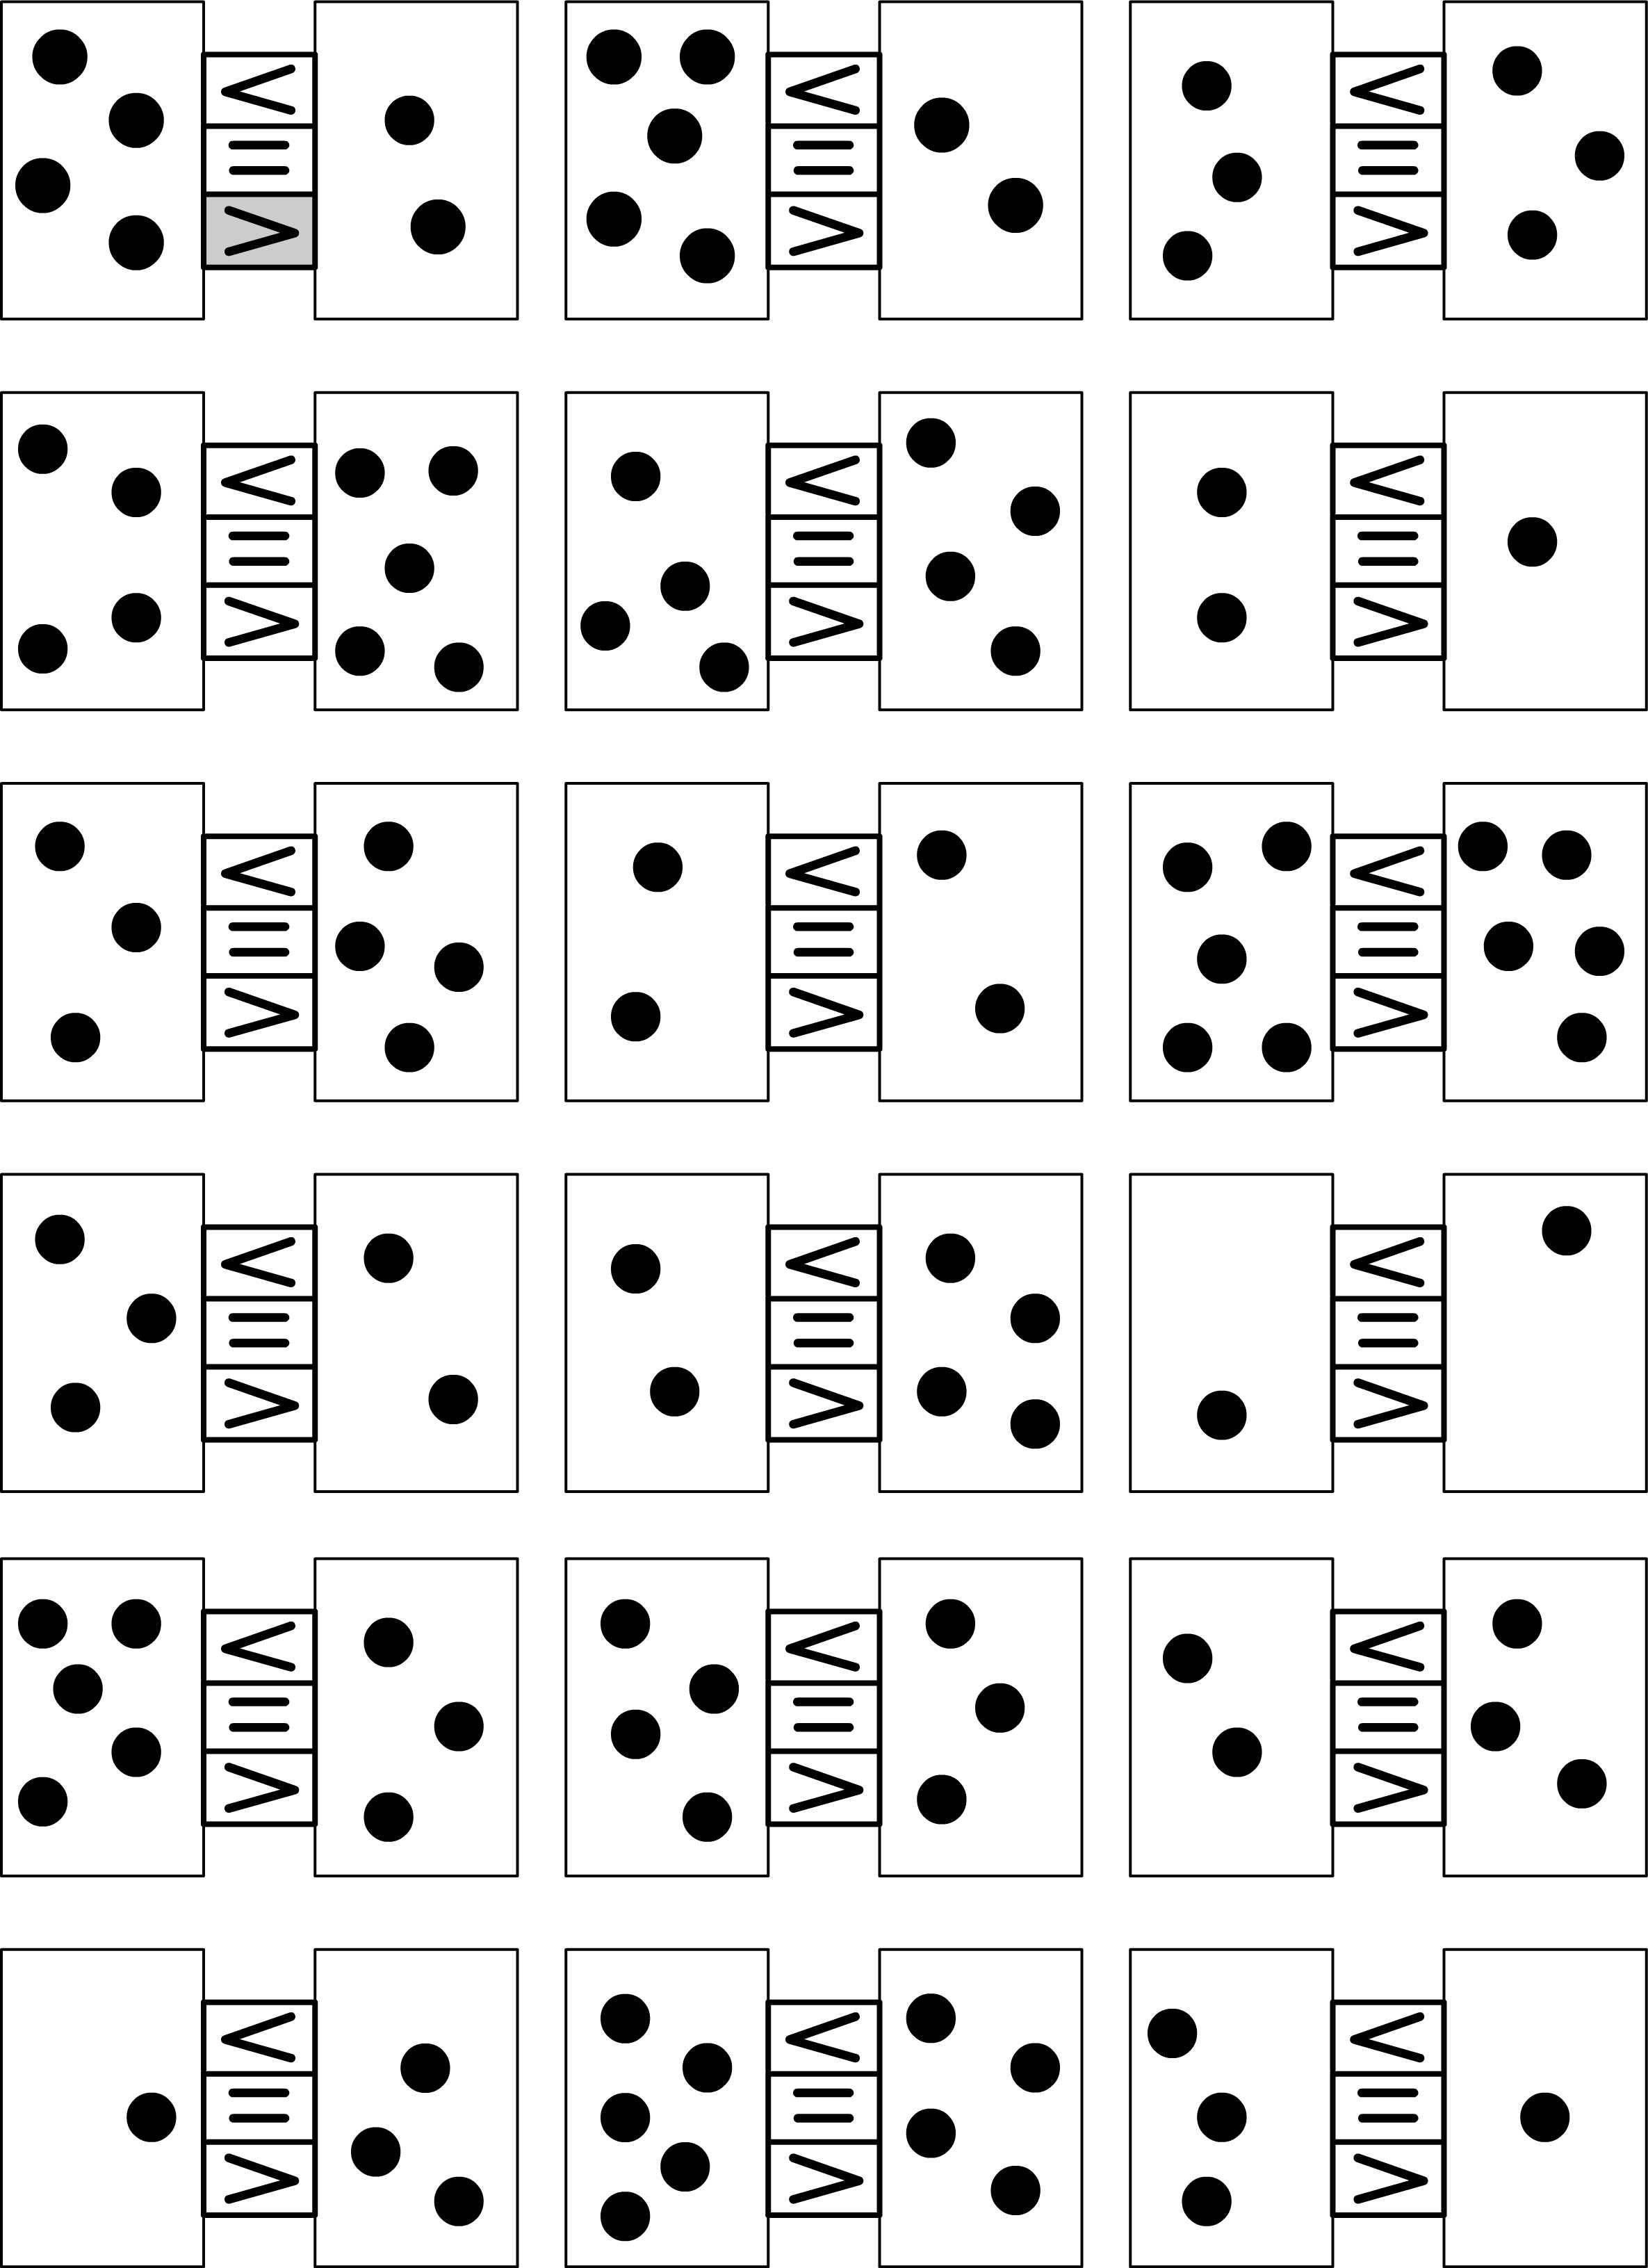 < < <
= = =
> > >
< < <
= = =
> > >
< < <
= = =
> > >
< < <
= = =
> > >
< < <
= = =
> > >
< < <
= = =
> > >